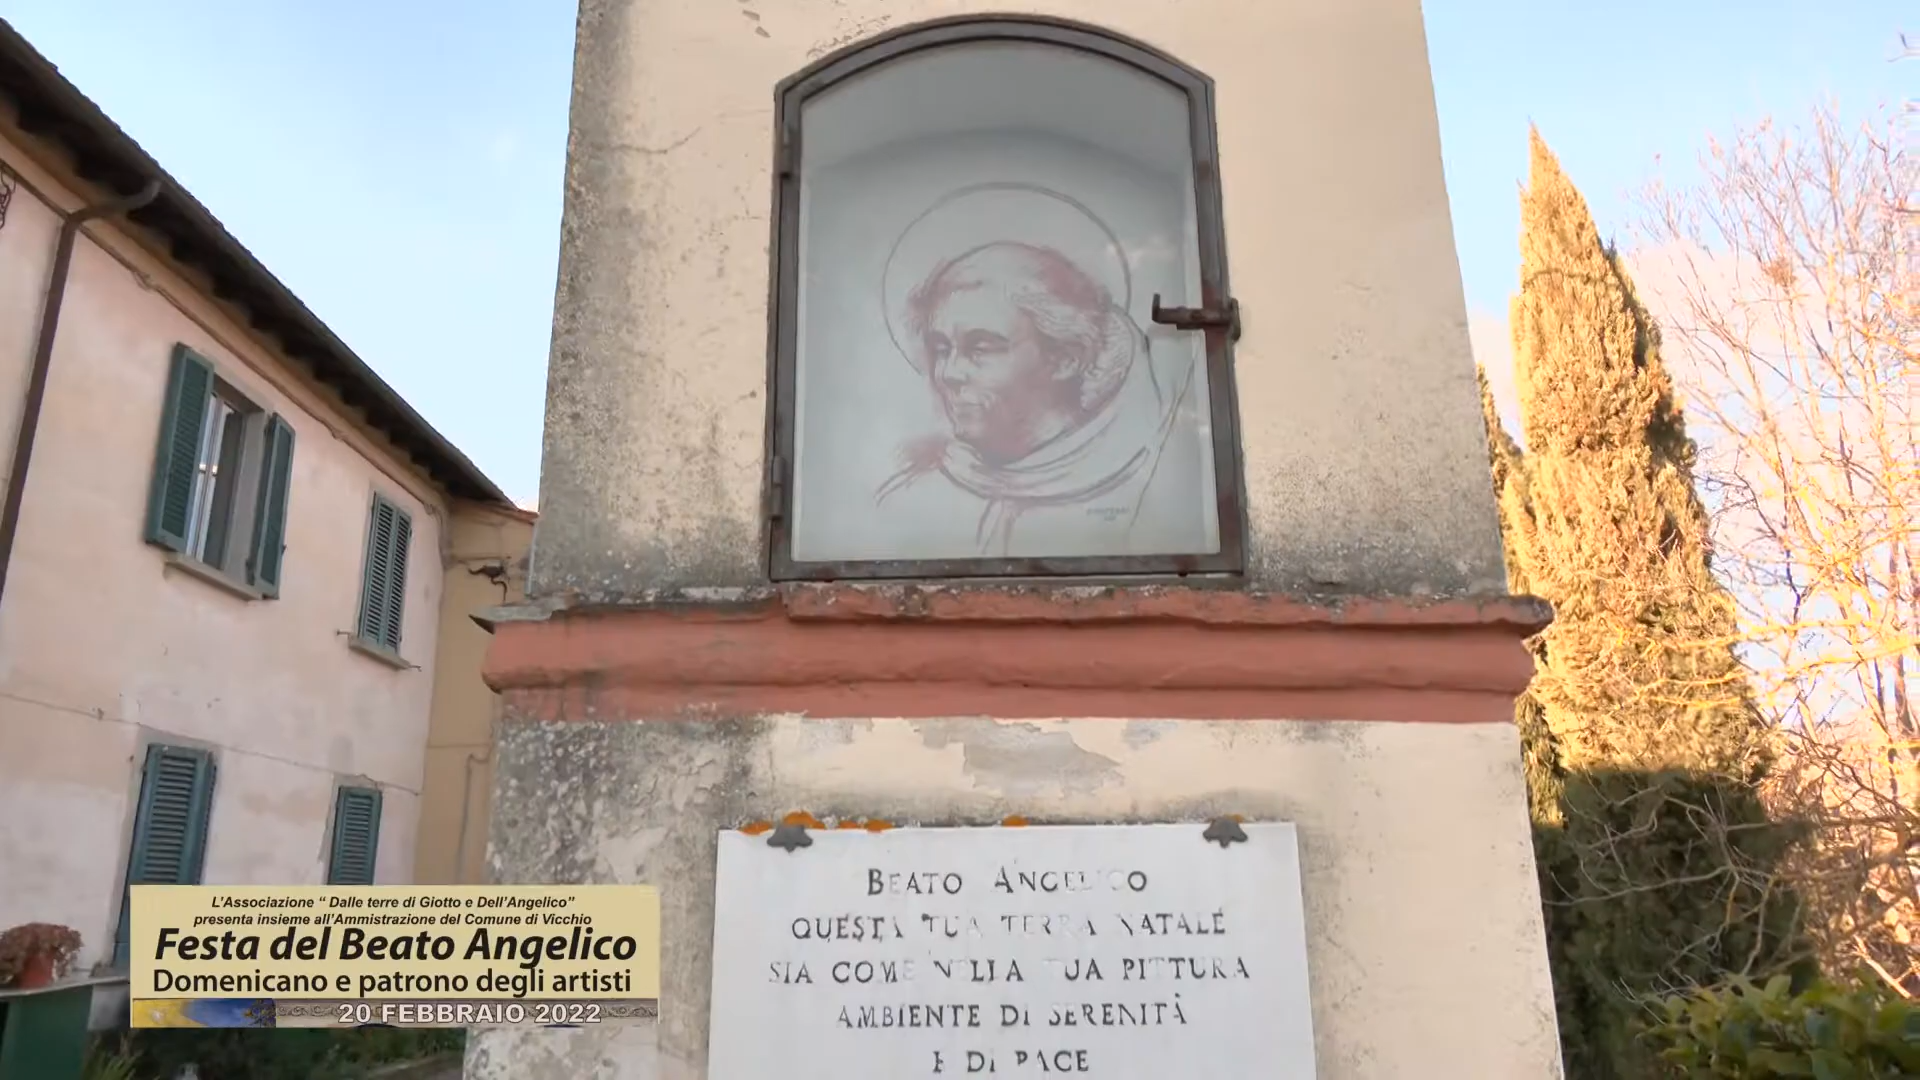 BEATO ANGELICO
QUESTA TUA TERRA NATALE
SIA COME NELLA TUA PITTURA
AMBIENTE DI SERENITÀ
E DI PACE
L'Associazione “ Dalle terre di Giotto e Dell'Angelico”
presenta insieme all'Ammistrazione del Comune di Vicchio
Festa del Beato Angelico
Domenicano e patrono degli artisti
20 FEBBRAIO 2022